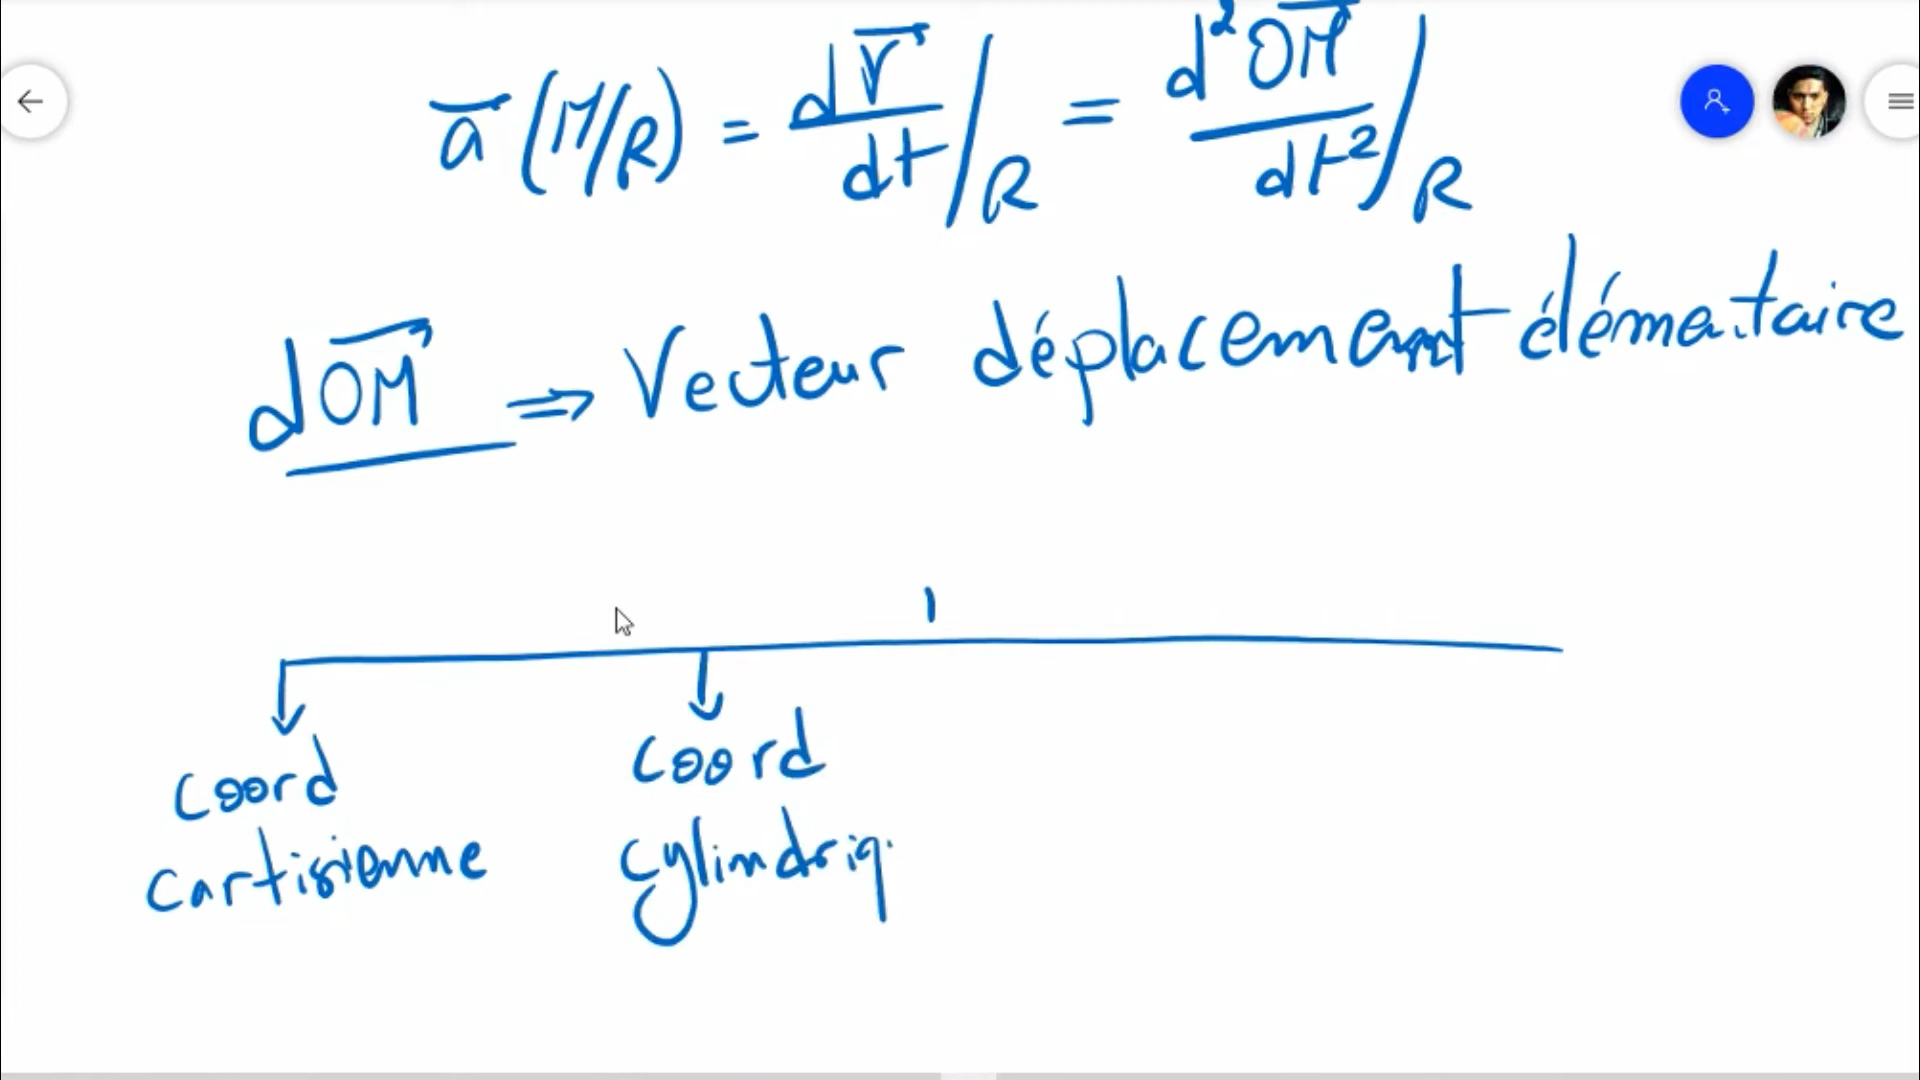 a⃗ (M/R) = dV⃗/dt /R = d²OM⃗/dt² /R
dOM⃗ ⇒ Vecteur déplacement élémentaire
Coord
cartisienne
Coord
cylindriq.